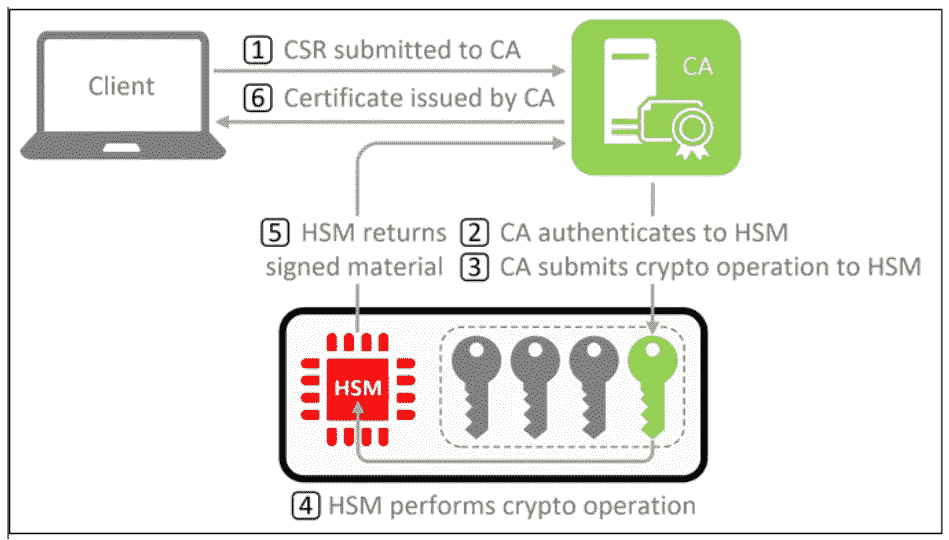 Client
1 CSR submitted to CA
6 Certificate issued by CA
CA
5 HSM returns
signed material
2 CA authenticates to HSM
3 CA submits crypto operation to HSM
HSM
4 HSM performs crypto operation